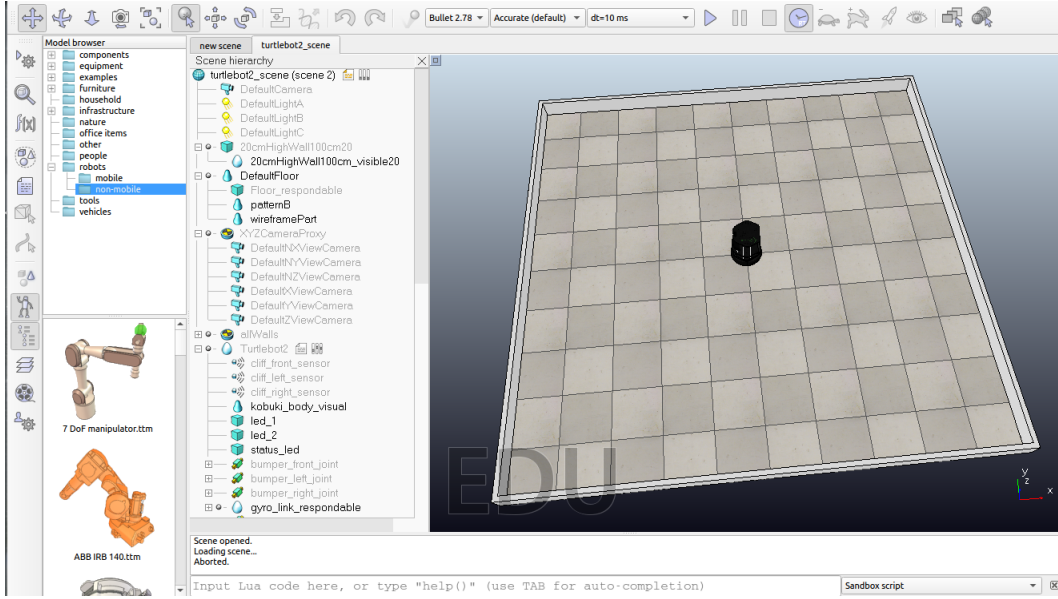 Bullet 2.78
Accurate (default)
dt=10 ms
Model browser
components
equipment
examples
furniture
household
infrastructure
nature
office items
other
people
robots
mobile
non-mobile
tools
vehicles
7 DoF manipulator.ttm
ABB IRB 140.ttm
new scene
turtlebot2_scene
Scene hierarchy
turtlebot2_scene (scene 2)
DefaultCamera
DefaultLightA
DefaultLightB
DefaultLightC
20cmHighWall100cm20
20cmHighWall100cm_visible20
DefaultFloor
Floor_respondable
patternB
wireframePart
XYZCameraProxy
DefaultNXViewCamera
DefaultNYViewCamera
DefaultNZViewCamera
DefaultXViewCamera
DefaultYViewCamera
DefaultZViewCamera
allWalls
Turtlebot2
cliff_front_sensor
cliff_left_sensor
cliff_right_sensor
kobuki_body_visual
led_1
led_2
status_led
bumper_front_joint
bumper_left_joint
bumper_right_joint
gyro_link_respondable
EDU
y
z
x
Scene opened.
Loading scene...
Aborted.
Input Lua code here, or type "help()" (use TAB for auto-completion)
Sandbox script
f(x)